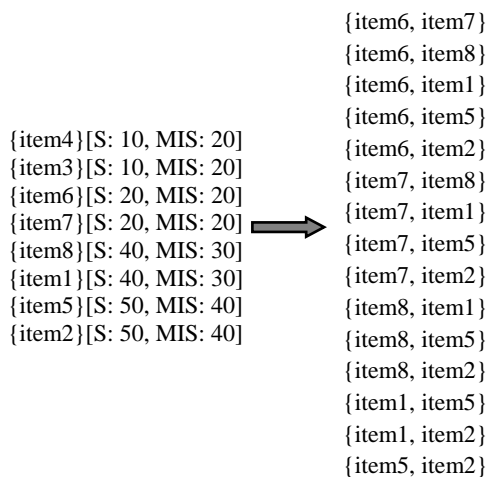 {item4}[S: 10, MIS: 20]
{item3}[S: 10, MIS: 20]
{item6}[S: 20, MIS: 20]
{item7}[S: 20, MIS: 20]
{item8}[S: 40, MIS: 30]
{item1}[S: 40, MIS: 30]
{item5}[S: 50, MIS: 40]
{item2}[S: 50, MIS: 40]
{item6, item7}
{item6, item8}
{item6, item1}
{item6, item5}
{item6, item2}
{item7, item8}
{item7, item1}
{item7, item5}
{item7, item2}
{item8, item1}
{item8, item5}
{item8, item2}
{item1, item5}
{item1, item2}
{item5, item2}